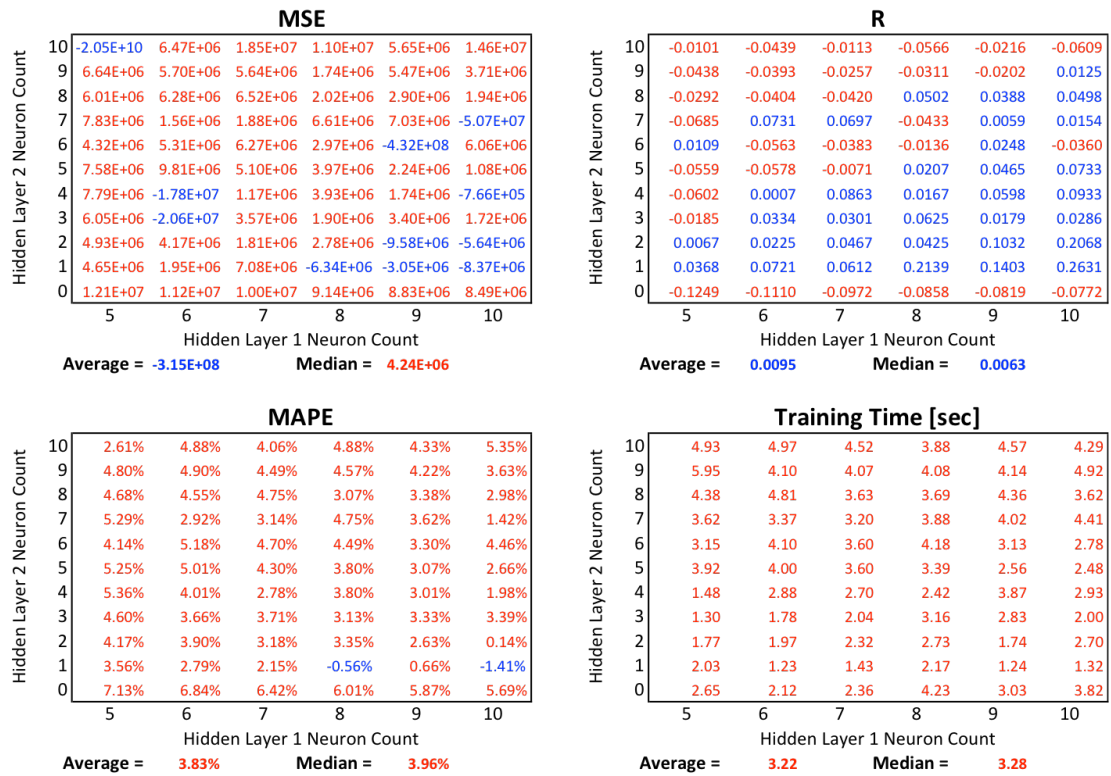 MSE
Hidden Layer 2 Neuron Count
10 -2.05E+10 6.47E+06 1.85E+07 1.10E+07 5.65E+06 1.46E+07
9 6.64E+06 5.70E+06 5.64E+06 1.74E+06 5.47E+06 3.71E+06
8 6.01E+06 6.28E+06 6.52E+06 2.02E+06 2.90E+06 1.94E+06
7 7.83E+06 1.56E+06 1.88E+06 6.61E+06 7.03E+06 -5.07E+07
6 4.32E+06 5.31E+06 6.27E+06 2.97E+06 -4.32E+08 6.06E+06
5 7.58E+06 9.81E+06 5.10E+06 3.97E+06 2.24E+06 1.08E+06
4 7.79E+06 -1.78E+07 1.17E+06 3.93E+06 1.74E+06 -7.66E+05
3 6.05E+06 -2.06E+07 3.57E+06 1.90E+06 3.40E+06 1.72E+06
2 4.93E+06 4.17E+06 1.81E+06 2.78E+06 -9.58E+06 -5.64E+06
1 4.65E+06 1.95E+06 7.08E+06 -6.34E+06 -3.05E+06 -8.37E+06
0 1.21E+07 1.12E+07 1.00E+07 9.14E+06 8.83E+06 8.49E+06
5 6 7 8 9 10
Hidden Layer 1 Neuron Count
Average = -3.15E+08 Median = 4.24E+06
R
Hidden Layer 2 Neuron Count
10 -0.0101 -0.0439 -0.0113 -0.0566 -0.0216 -0.0609
9 -0.0438 -0.0393 -0.0257 -0.0311 -0.0202 0.0125
8 -0.0292 -0.0404 -0.0420 0.0502 0.0388 0.0498
7 -0.0685 0.0731 0.0697 -0.0433 0.0059 0.0154
6 0.0109 -0.0563 -0.0383 -0.0136 0.0248 -0.0360
5 -0.0559 -0.0578 -0.0071 0.0207 0.0465 0.0733
4 -0.0602 0.0007 0.0863 0.0167 0.0598 0.0933
3 -0.0185 0.0334 0.0301 0.0625 0.0179 0.0286
2 0.0067 0.0225 0.0467 0.0425 0.1032 0.2068
1 0.0368 0.0721 0.0612 0.2139 0.1403 0.2631
0 -0.1249 -0.1110 -0.0972 -0.0858 -0.0819 -0.0772
5 6 7 8 9 10
Hidden Layer 1 Neuron Count
Average = 0.0095 Median = 0.0063
MAPE
Hidden Layer 2 Neuron Count
10 2.61% 4.88% 4.06% 4.88% 4.33% 5.35%
9 4.80% 4.90% 4.49% 4.57% 4.22% 3.63%
8 4.68% 4.55% 4.75% 3.07% 3.38% 2.98%
7 5.29% 2.92% 3.14% 4.75% 3.62% 1.42%
6 4.14% 5.18% 4.70% 4.49% 3.30% 4.46%
5 5.25% 5.01% 4.30% 3.80% 3.07% 2.66%
4 5.36% 4.01% 2.78% 3.80% 3.01% 1.98%
3 4.60% 3.66% 3.71% 3.13% 3.33% 3.39%
2 4.17% 3.90% 3.18% 3.35% 2.63% 0.14%
1 3.56% 2.79% 2.15% -0.56% 0.66% -1.41%
0 7.13% 6.84% 6.42% 6.01% 5.87% 5.69%
5 6 7 8 9 10
Hidden Layer 1 Neuron Count
Average = 3.83% Median = 3.96%
Training Time [sec]
Hidden Layer 2 Neuron Count
10 4.93 4.97 4.52 3.88 4.57 4.29
9 5.95 4.10 4.07 4.08 4.14 4.92
8 4.38 4.81 3.63 3.69 4.36 3.62
7 3.62 3.37 3.20 3.88 4.02 4.41
6 3.15 4.10 3.60 4.18 3.13 2.78
5 3.92 4.00 3.60 3.39 2.56 2.48
4 1.48 2.88 2.70 2.42 3.87 2.93
3 1.30 1.78 2.04 3.16 2.83 2.00
2 1.77 1.97 2.32 2.73 1.74 2.70
1 2.03 1.23 1.43 2.17 1.24 1.32
0 2.65 2.12 2.36 4.23 3.03 3.82
5 6 7 8 9 10
Hidden Layer 1 Neuron Count
Average = 3.22 Median = 3.28